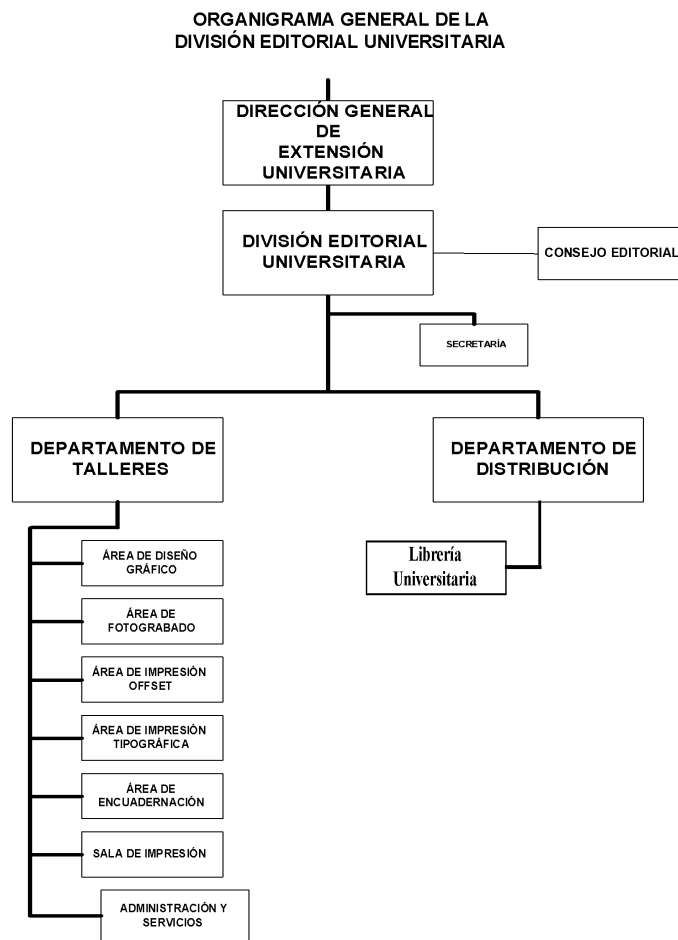 ORGANIGRAMA GENERAL DE LA
DIVISIÓN EDITORIAL UNIVERSITARIA
DIRECCIÓN GENERAL
DE
EXTENSIÓN
UNIVERSITARIA
DIVISIÓN EDITORIAL
UNIVERSITARIA
CONSEJO EDITORIAL
SECRETARÍA
DEPARTAMENTO DE
TALLERES
DEPARTAMENTO DE
DISTRIBUCIÓN
ÁREA DE DISEÑO
GRÁFICO
Librería
Universitaria
ÁREA DE
FOTOGRABADO
ÁREA DE IMPRESIÓN
OFFSET
ÁREA DE IMPRESIÓN
TIPOGRÁFICA
ÁREA DE
ENCUADERNACIÓN
SALA DE IMPRESIÓN
ADMINISTRACIÓN Y
SERVICIOS